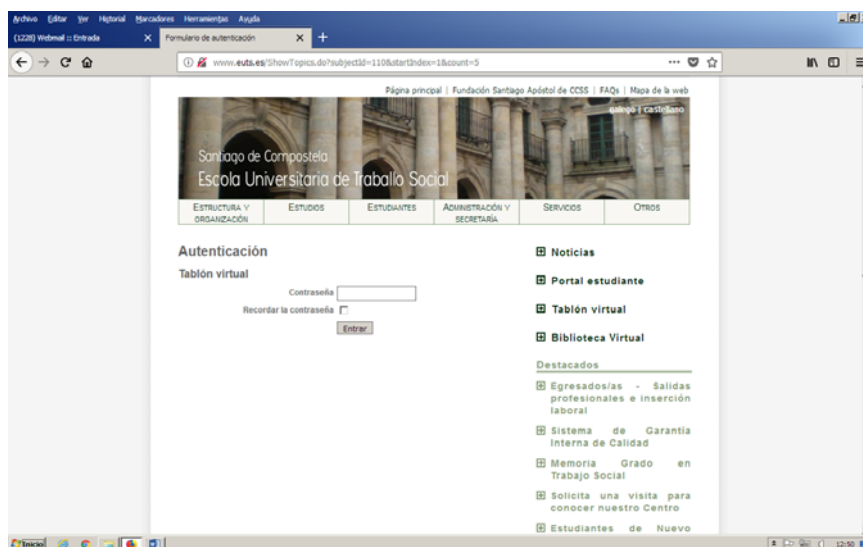 Archivo Editar Ver Historial Marcadores Herramientas Ayuda
(1228) Webmail :: Entrada
Formulario de autenticación
www.euts.es/ShowTopics.do?subjectId=110&startIndex=1&count=5
Página principal | Fundación Santiago Apóstol de CCSS | FAQs | Mapa de la web
galego | castellano
Santiago de Compostela
Escola Universitaria de Traballo Social
ESTRUCTURA Y ORGANIZACIÓN
ESTUDIOS
ESTUDIANTES
ADMINISTRACIÓN Y SECRETARÍA
SERVICIOS
OTROS
Autenticación
Tablón virtual
Contraseña
Recordar la contraseña
Entrar
Noticias
Portal estudiante
Tablón virtual
Biblioteca Virtual
Destacados
Egresados/as - Salidas
profesionales e inserción
laboral
Sistema de Garantía
Interna de Calidad
Memoria Grado en
Trabajo Social
Solicita una visita para
conocer nuestro Centro
Estudiantes de Nuevo
Inicio
12:50